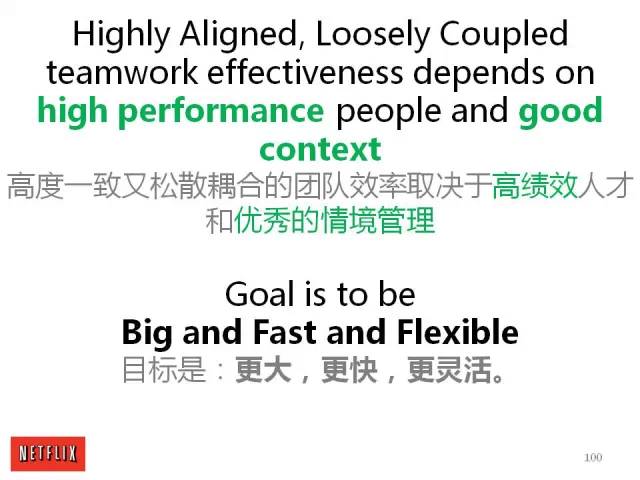 Highly Aligned, Loosely Coupled
teamwork effectiveness depends on
high performance people and good
context
高度一致又松散耦合的团队效率取决于高绩效人才
和优秀的情境管理
Goal is to be
Big and Fast and Flexible
目标是：更大，更快，更灵活。
NETFLIX
100